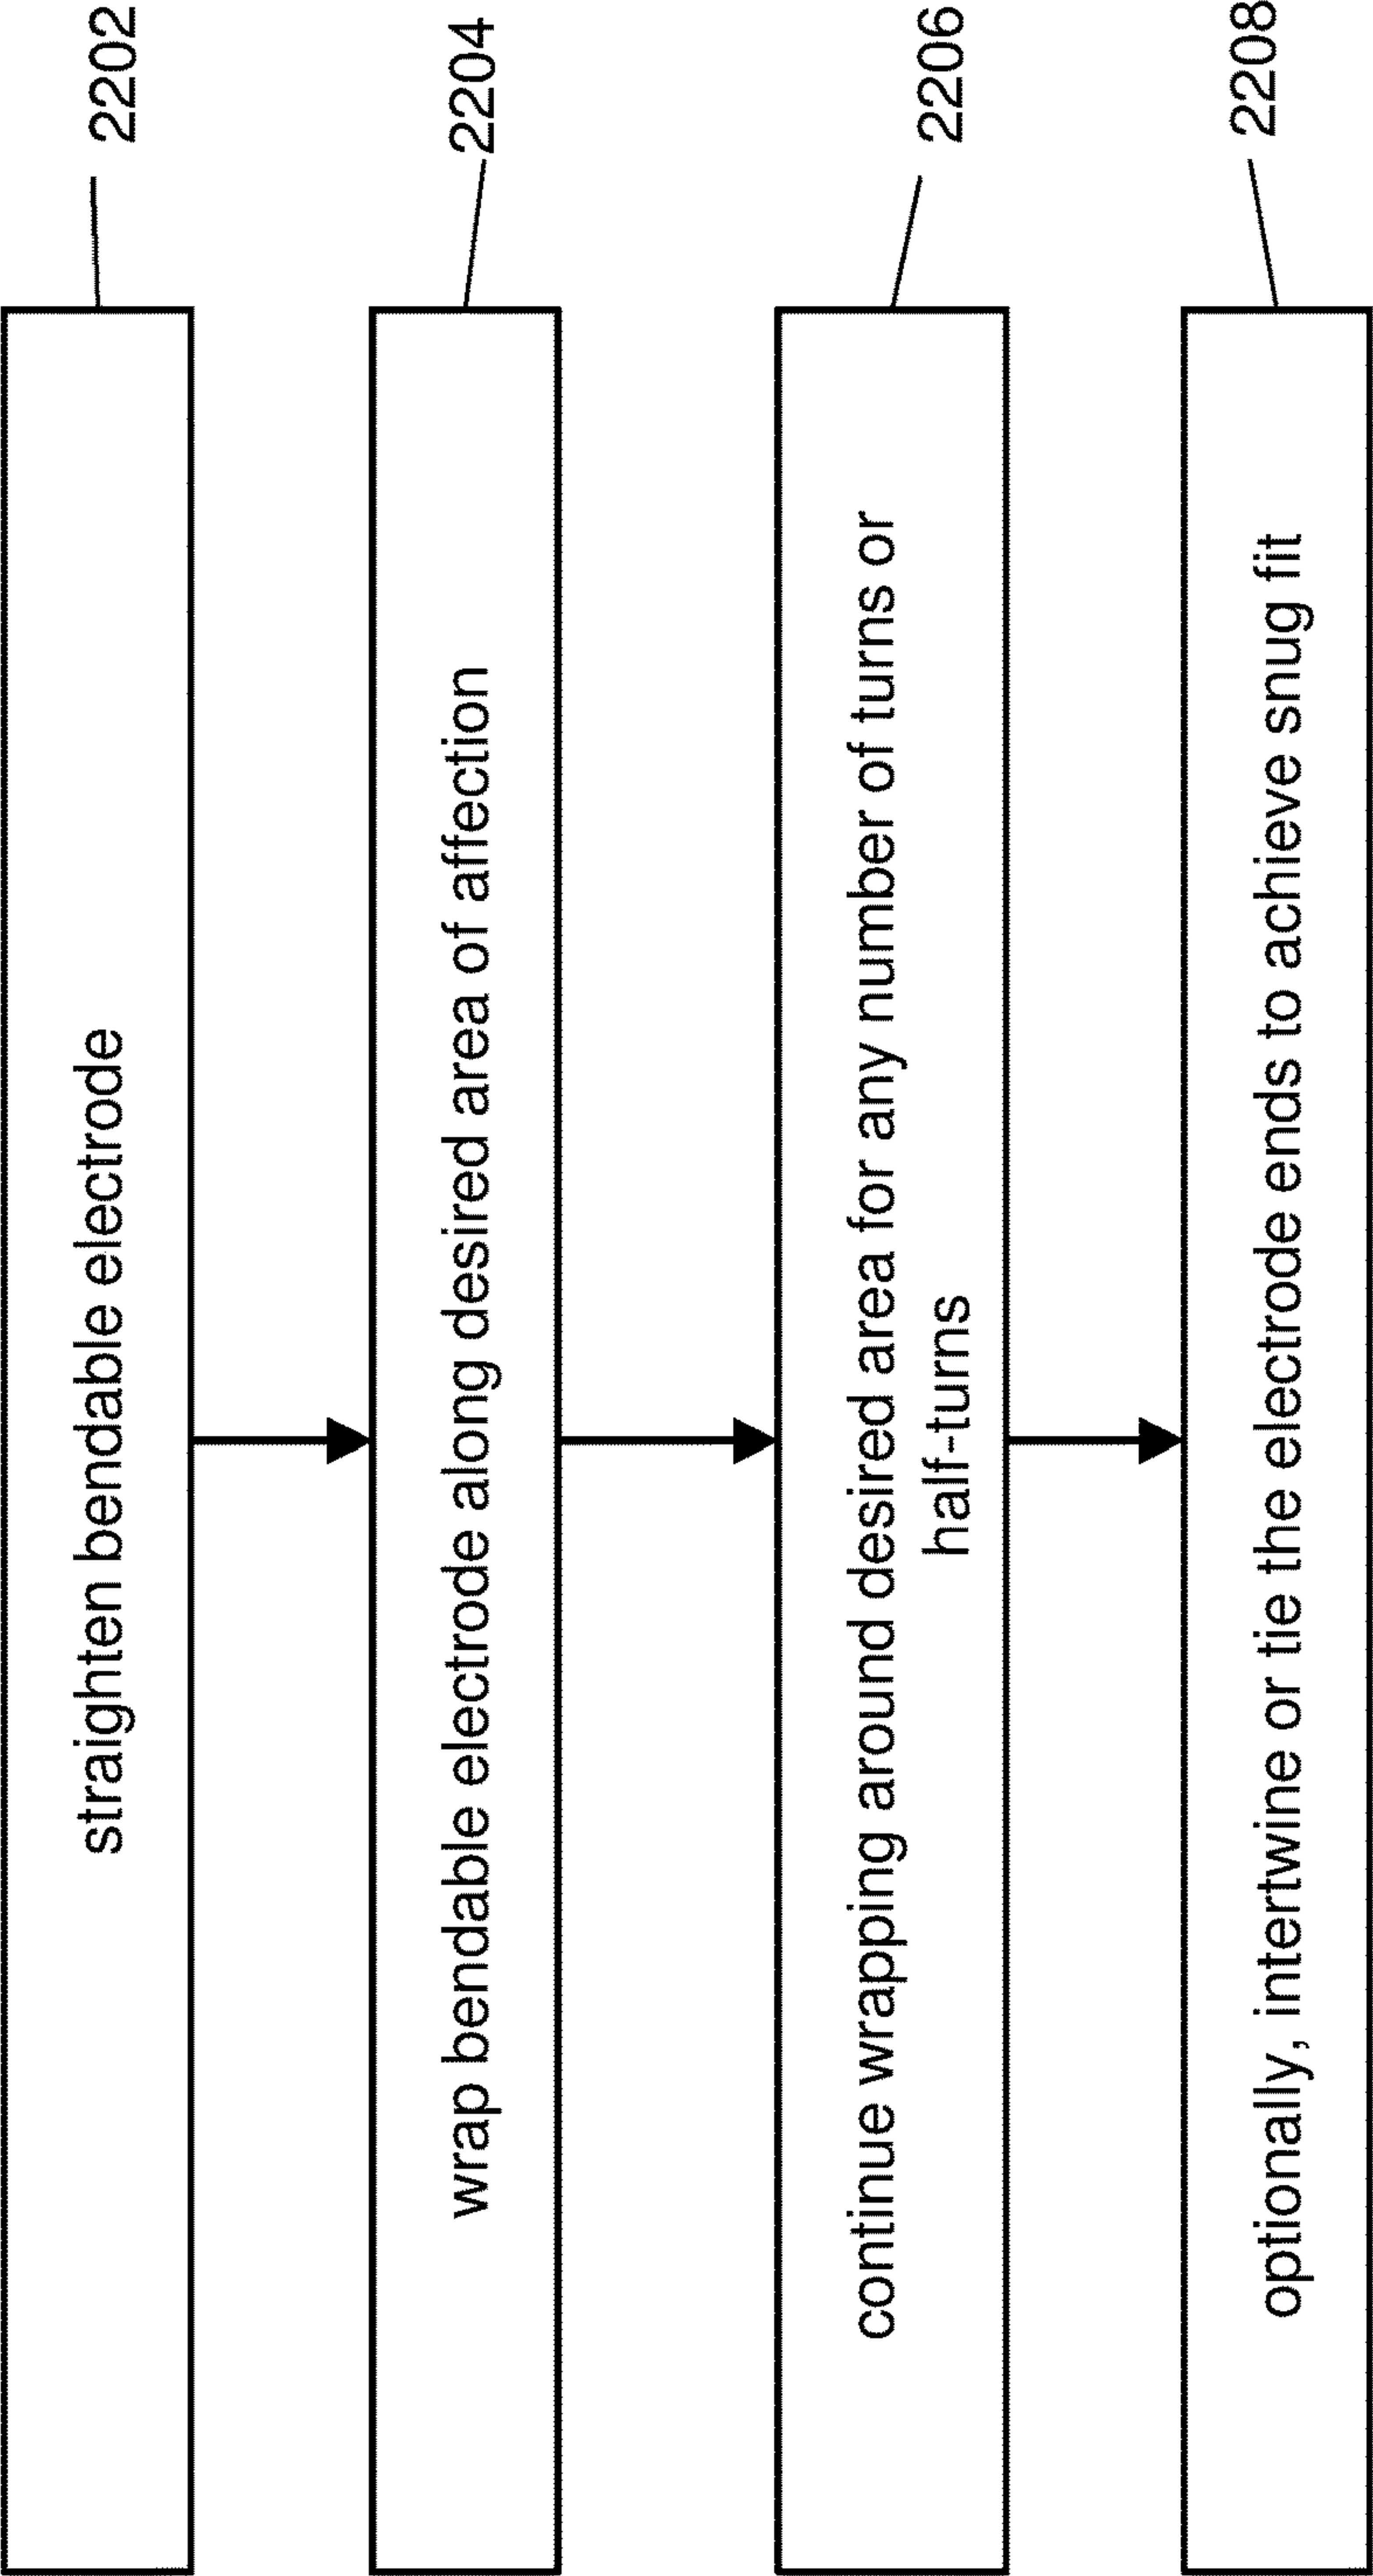 straighten bendable electrode
2202
wrap bendable electrode along desired area of affection
2204
continue wrapping around desired area for any number of turns or
half-turns
2206
optionally, intertwine or tie the electrode ends to achieve snug fit
2208